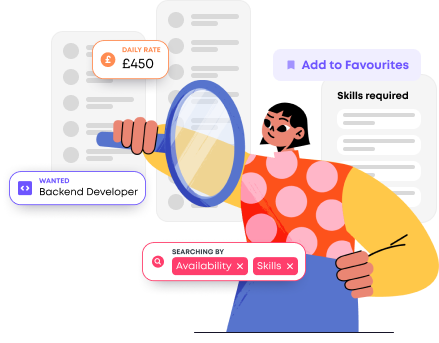 DAILY RATE
£450
Add to Favourites
Skills required
WANTED
Backend Developer
SEARCHING BY
Availability × Skills ×